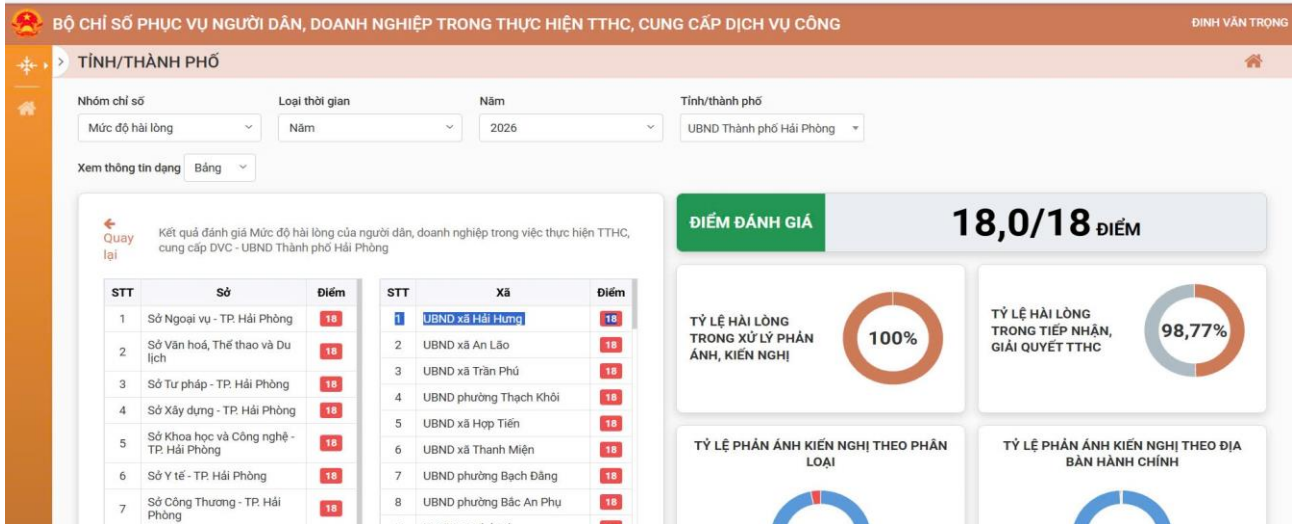 BỘ CHỈ SỐ PHỤC VỤ NGƯỜI DÂN, DOANH NGHIỆP TRONG THỰC HIỆN TTHC, CUNG CẤP DỊCH VỤ CÔNG
ĐINH VĂN TRỌNG
TỈNH/THÀNH PHỐ
Nhóm chỉ số
Loại thời gian
Năm
Tỉnh/thành phố
Mức độ hài lòng
Năm
2026
UBND Thành phố Hải Phòng
Xem thông tin dạng
Bảng
Quay
lại
Kết quả đánh giá Mức độ hài lòng của người dân, doanh nghiệp trong việc thực hiện TTHC,
cung cấp DVC - UBND Thành phố Hải Phòng
STT Sở Điểm
1 Sở Ngoại vụ - TP. Hải Phòng 18
2 Sở Văn hoá, Thể thao và Du
lịch 18
3 Sở Tư pháp - TP. Hải Phòng 18
4 Sở Xây dựng - TP. Hải Phòng 18
5 Sở Khoa học và Công nghệ -
TP. Hải Phòng 18
6 Sở Y tế - TP. Hải Phòng 18
7 Sở Công Thương - TP. Hải
Phòng 18
STT Xã Điểm
1 UBND xã Hải Hưng 18
2 UBND xã An Lão 18
3 UBND xã Trần Phú 18
4 UBND phường Thạch Khôi 18
5 UBND xã Hợp Tiến 18
6 UBND xã Thanh Miện 18
7 UBND phường Bạch Đằng 18
8 UBND phường Bắc An Phụ 18
ĐIỂM ĐÁNH GIÁ
18,0/18 ĐIỂM
TỶ LỆ HÀI LÒNG
TRONG XỬ LÝ PHẢN
ÁNH, KIẾN NGHỊ
100%
TỶ LỆ HÀI LÒNG
TRONG TIẾP NHẬN,
GIẢI QUYẾT TTHC
98,77%
TỶ LỆ PHẢN ÁNH KIẾN NGHỊ THEO PHÂN
LOẠI
TỶ LỆ PHẢN ÁNH KIẾN NGHỊ THEO ĐỊA
BÀN HÀNH CHÍNH